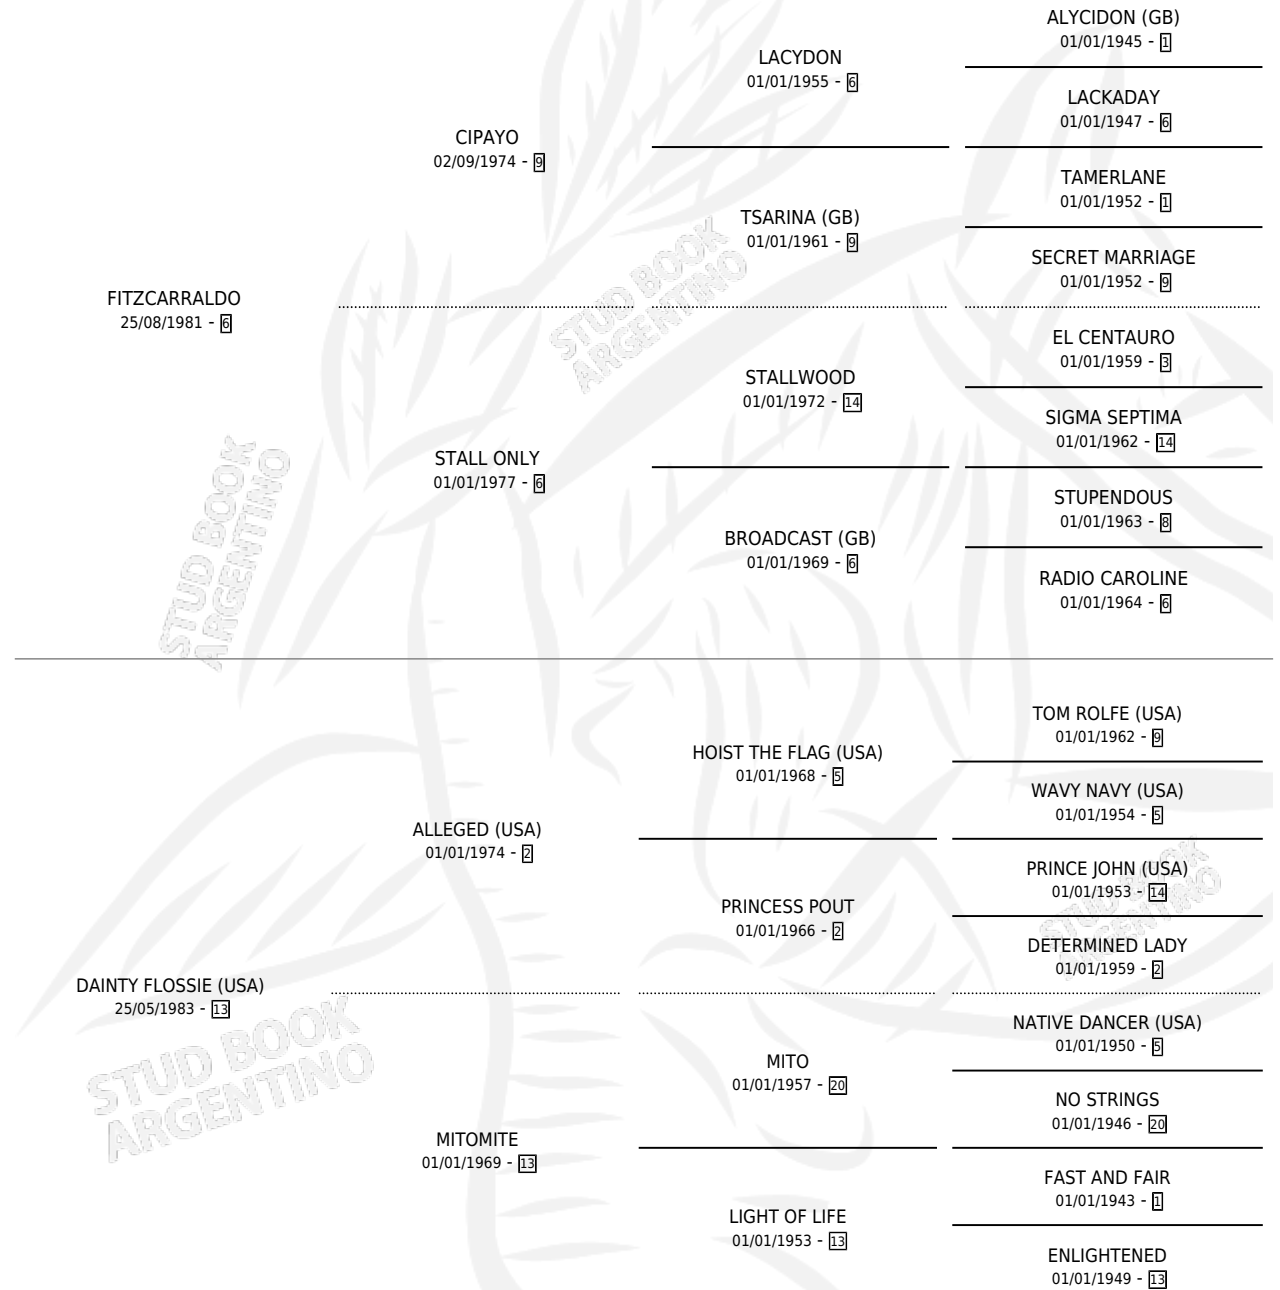 ALYCIDON (GB)
01/01/1945 - 1
LACYDON
01/01/1955 - 6
LACKADAY
01/01/1947 - 6
CIPAYO
02/09/1974 - 9
TAMERLANE
01/01/1952 - 1
TSARINA (GB)
01/01/1961 - 9
SECRET MARRIAGE
01/01/1952 - 9
FITZCARRALDO
25/08/1981 - 6
EL CENTAURO
01/01/1959 - 3
STALLWOOD
01/01/1972 - 14
SIGMA SEPTIMA
01/01/1962 - 14
STALL ONLY
01/01/1977 - 6
STUPENDOUS
01/01/1963 - 8
BROADCAST (GB)
01/01/1969 - 6
RADIO CAROLINE
01/01/1964 - 6
TOM ROLFE (USA)
01/01/1962 - 9
HOIST THE FLAG (USA)
01/01/1968 - 5
WAVY NAVY (USA)
01/01/1954 - 5
ALLEGED (USA)
01/01/1974 - 2
PRINCE JOHN (USA)
01/01/1953 - 14
PRINCESS POUT
01/01/1966 - 2
DETERMINED LADY
01/01/1959 - 2
DAINTY FLOSSIE (USA)
25/05/1983 - 13
NATIVE DANCER (USA)
01/01/1950 - 5
MITO
01/01/1957 - 20
NO STRINGS
01/01/1946 - 20
MITOMITE
01/01/1969 - 13
FAST AND FAIR
01/01/1943 - 1
LIGHT OF LIFE
01/01/1953 - 13
ENLIGHTENED
01/01/1949 - 13
STUD BOOK
ARGENTINO
STUD BOOK
ARGENTINO
STUD BOOK
ARGENTINO
STUD BOOK
ARGENTINO